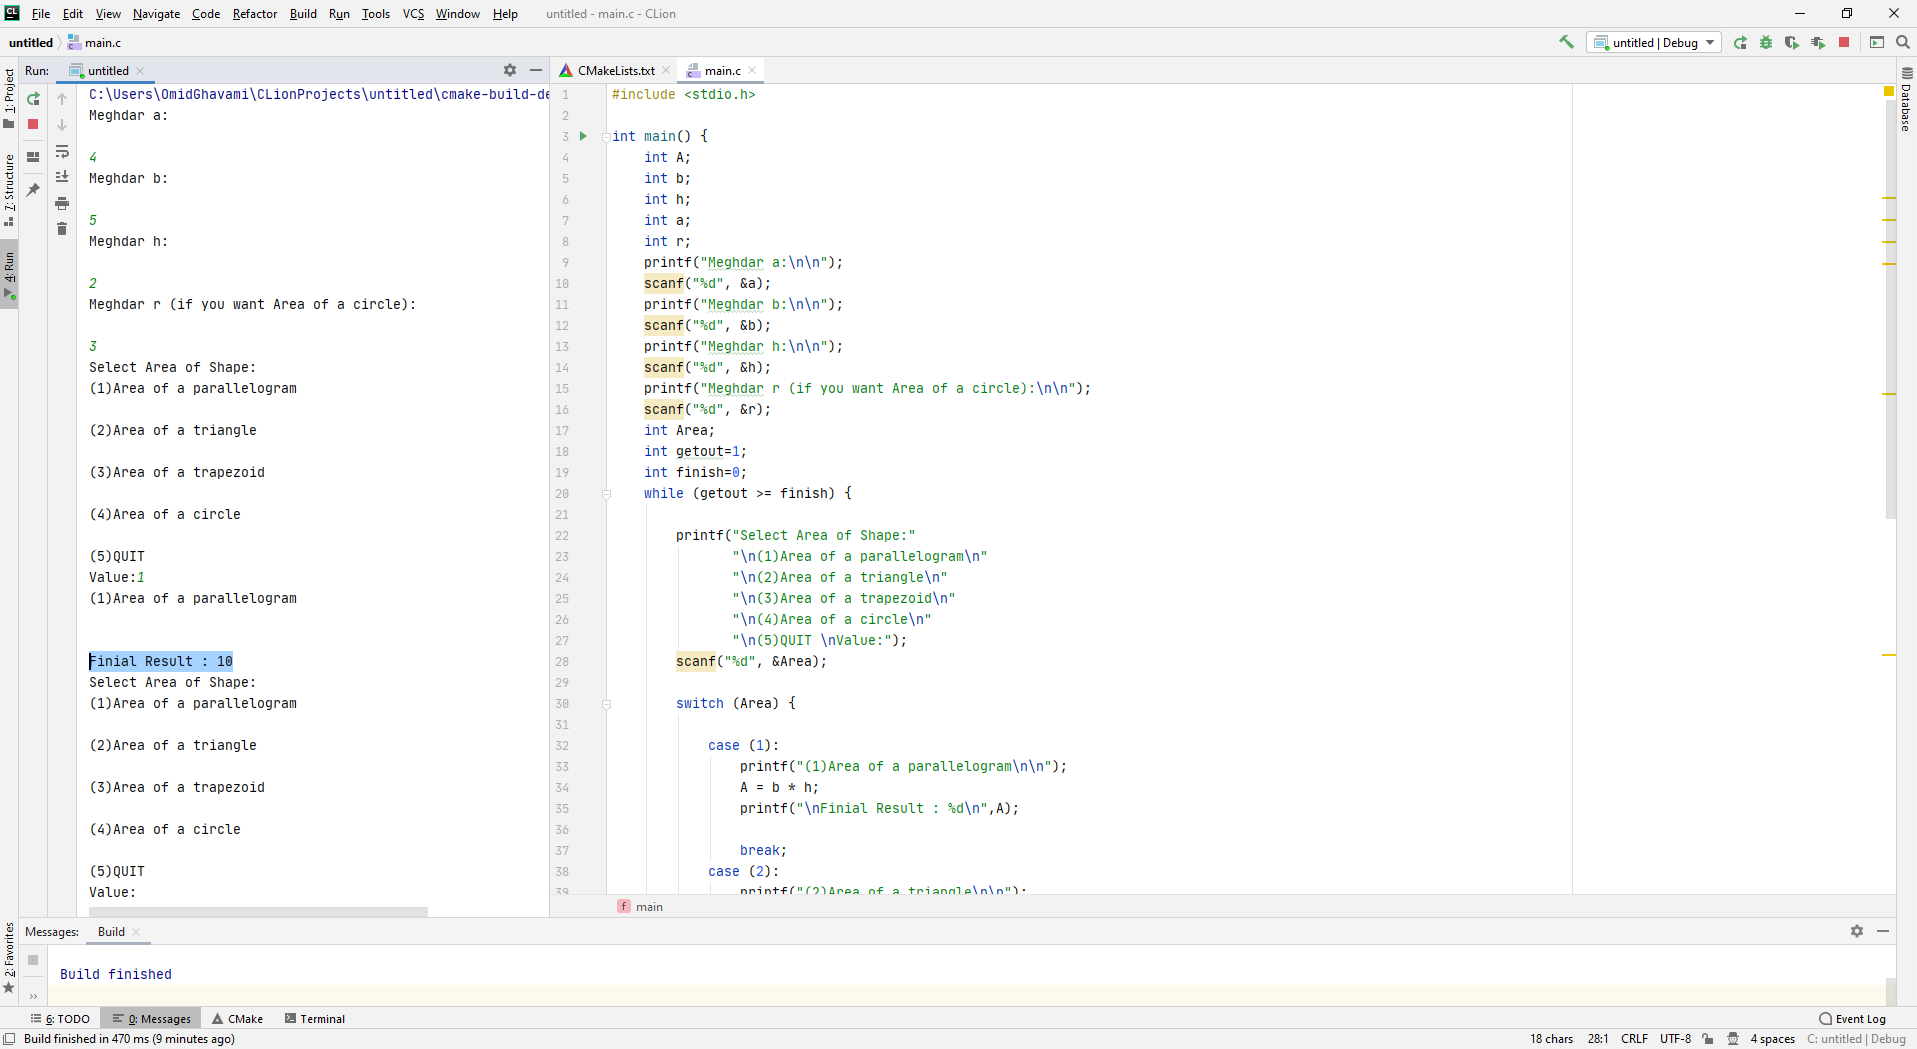 File Edit View Navigate Code Refactor Build Run Tools VCS Window Help untitled - main.c - CLion
untitled main.c untitled | Debug
Run: untitled
CMakeLists.txt main.c
1: Project
7: Structure
4: Run
2: Favorites
Database
C:\Users\OmidGhavami\CLionProjects\untitled\cmake-build-de
Meghdar a:
4
Meghdar b:
5
Meghdar h:
2
Meghdar r (if you want Area of a circle):
3
Select Area of Shape:
(1)Area of a parallelogram
(2)Area of a triangle
(3)Area of a trapezoid
(4)Area of a circle
(5)QUIT
Value:1
(1)Area of a parallelogram
Finial Result : 10
Select Area of Shape:
(1)Area of a parallelogram
(2)Area of a triangle
(3)Area of a trapezoid
(4)Area of a circle
(5)QUIT
Value:
1 #include <stdio.h>
2
3 int main() {
4 int A;
5 int b;
6 int h;
7 int a;
8 int r;
9 printf("Meghdar a:\n\n");
10 scanf("%d", &a);
11 printf("Meghdar b:\n\n");
12 scanf("%d", &b);
13 printf("Meghdar h:\n\n");
14 scanf("%d", &h);
15 printf("Meghdar r (if you want Area of a circle):\n\n");
16 scanf("%d", &r);
17 int Area;
18 int getout=1;
19 int finish=0;
20 while (getout >= finish) {
21
22 printf("Select Area of Shape:"
23 "\n(1)Area of a parallelogram\n"
24 "\n(2)Area of a triangle\n"
25 "\n(3)Area of a trapezoid\n"
26 "\n(4)Area of a circle\n"
27 "\n(5)QUIT \nValue:");
28 scanf("%d", &Area);
29
30 switch (Area) {
31
32 case (1):
33 printf("(1)Area of a parallelogram\n\n");
34 A = b * h;
35 printf("\nFinial Result : %d\n",A);
36
37 break;
38 case (2):
39 printf("(2)Area of a triangle\n\n");
f main
Messages: Build
Build finished
6: TODO 0: Messages CMake Terminal Event Log
Build finished in 470 ms (9 minutes ago) 18 chars 28:1 CRLF UTF-8 4 spaces C: untitled | Debug